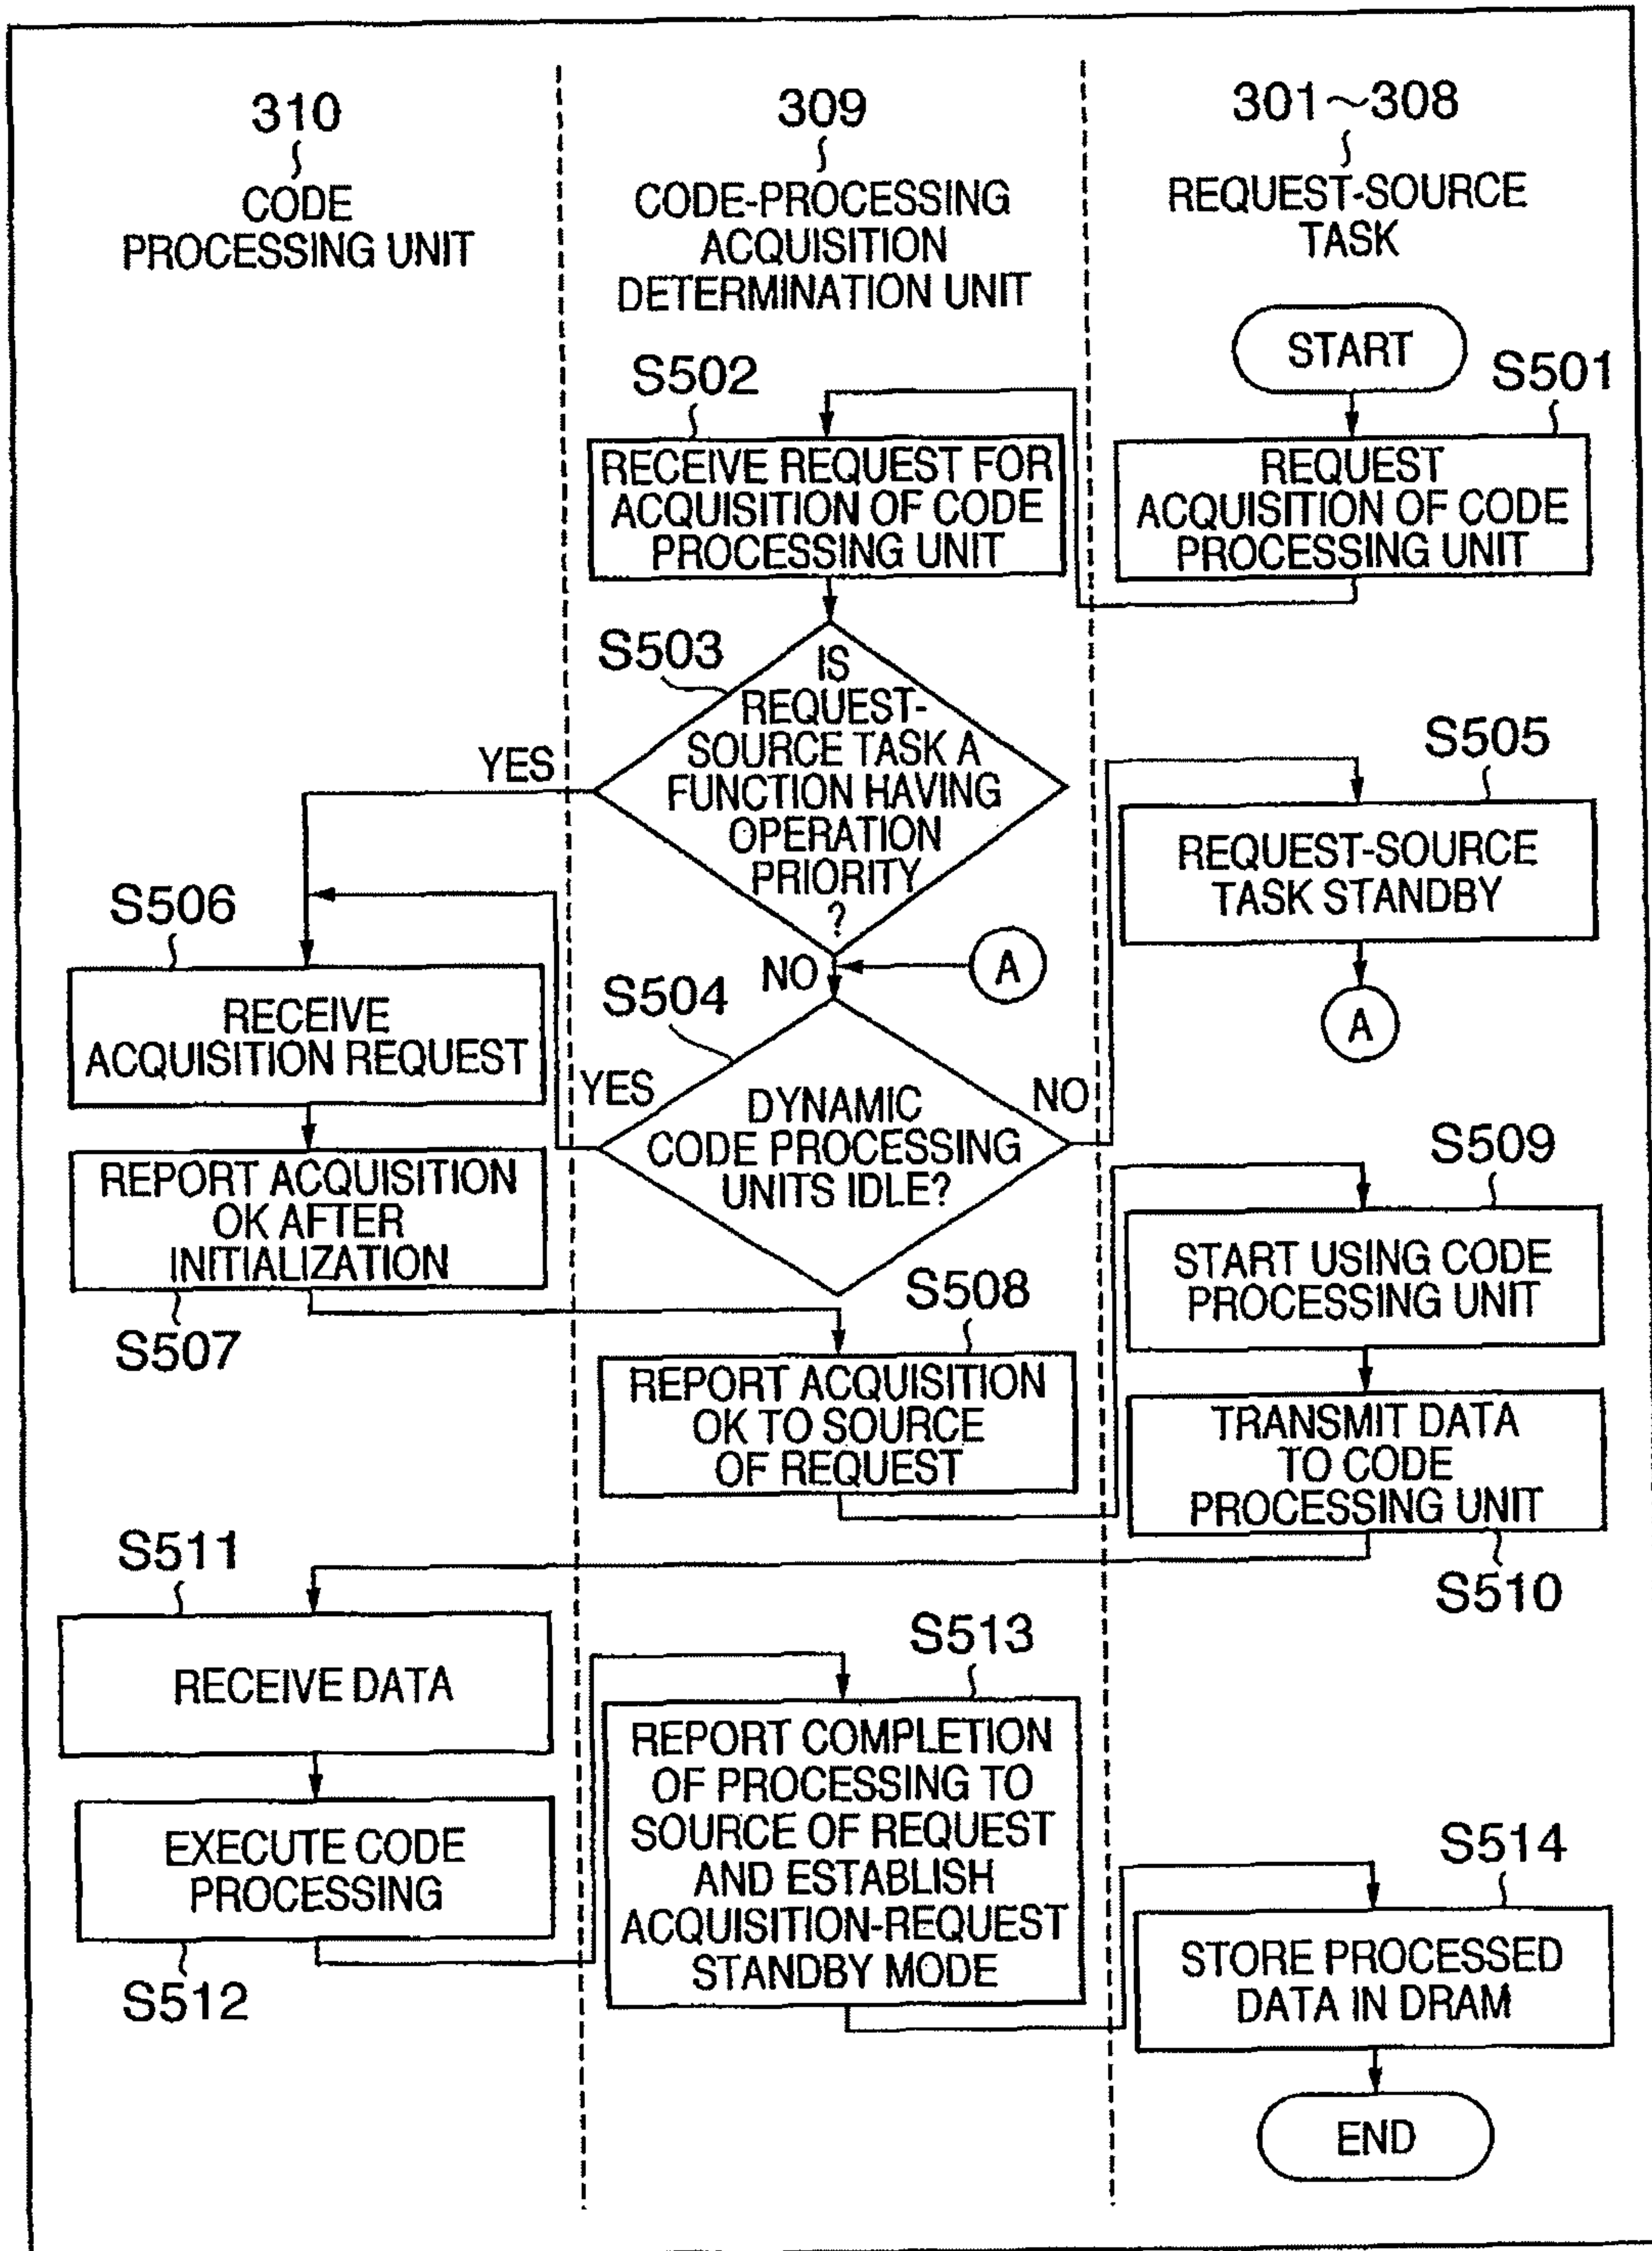 310
CODE
PROCESSING UNIT
309
CODE-PROCESSING
ACQUISITION
DETERMINATION UNIT
301~308
REQUEST-SOURCE
TASK
START
S501
REQUEST
ACQUISITION OF CODE
PROCESSING UNIT
S502
RECEIVE REQUEST FOR
ACQUISITION OF CODE
PROCESSING UNIT
S503
IS
REQUEST-
SOURCE TASK A
FUNCTION HAVING
OPERATION
PRIORITY
?
YES
NO
A
S504
DYNAMIC
CODE PROCESSING
UNITS IDLE?
YES
NO
S505
REQUEST-SOURCE
TASK STANDBY
A
S506
RECEIVE
ACQUISITION REQUEST
REPORT ACQUISITION
OK AFTER
INITIALIZATION
S507
S508
REPORT ACQUISITION
OK TO SOURCE
OF REQUEST
S509
START USING CODE
PROCESSING UNIT
TRANSMIT DATA
TO CODE
PROCESSING UNIT
S510
S511
RECEIVE DATA
EXECUTE CODE
PROCESSING
S512
S513
REPORT COMPLETION
OF PROCESSING TO
SOURCE OF REQUEST
AND ESTABLISH
ACQUISITION-REQUEST
STANDBY MODE
S514
STORE PROCESSED
DATA IN DRAM
END